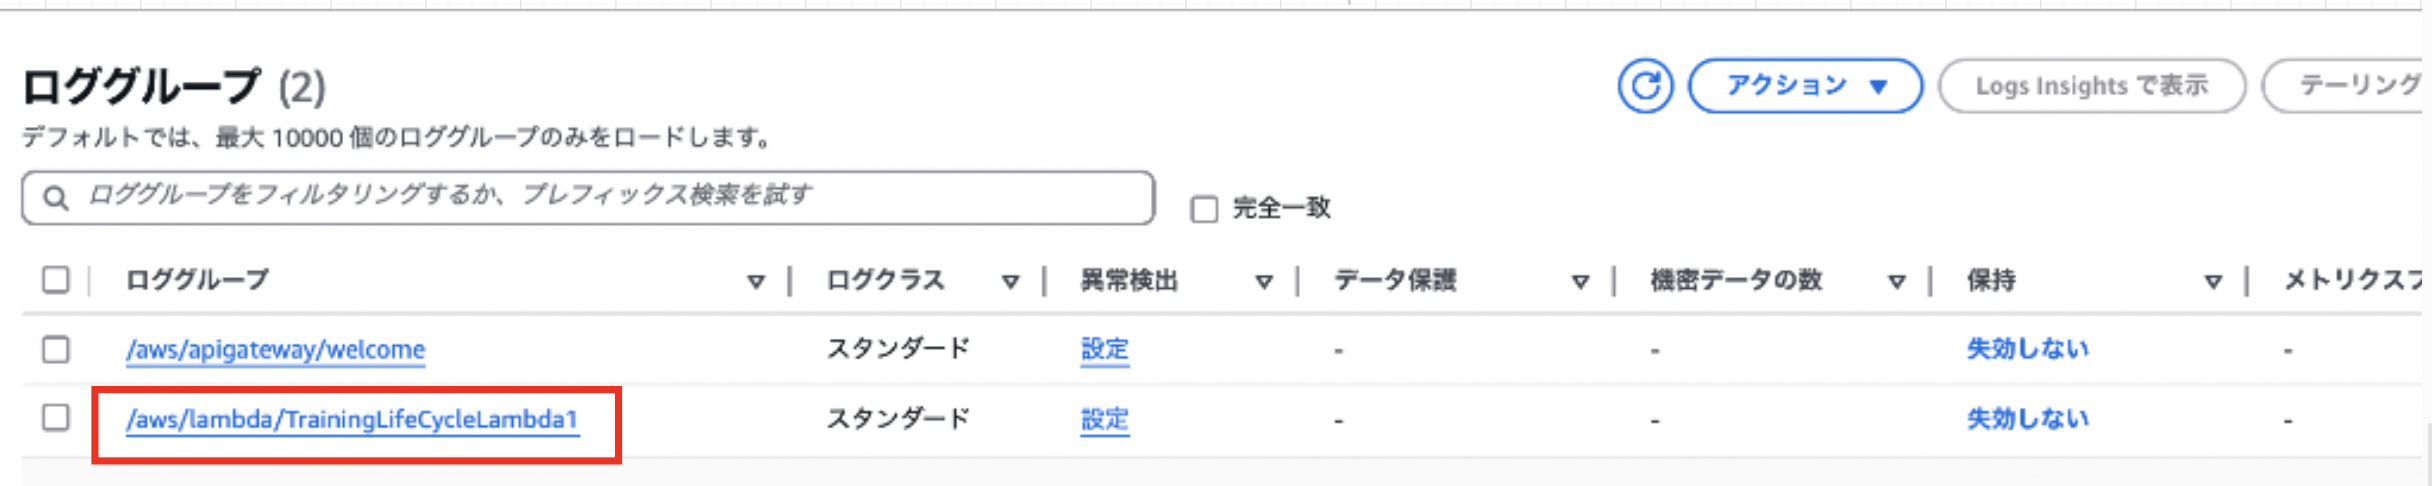 ロググループ (2)
アクション ▼
Logs Insights で表示
テーリング
デフォルトでは、最大 10000 個のロググループのみをロードします。
ロググループをフィルタリングするか、プレフィックス検索を試す
完全一致
ロググループ ログクラス 異常検出 データ保護 機密データの数 保持 メトリクスフ
/aws/apigateway/welcome スタンダード 設定 - - 失効しない -
/aws/lambda/TrainingLifeCycleLambda1 スタンダード 設定 - - 失効しない -